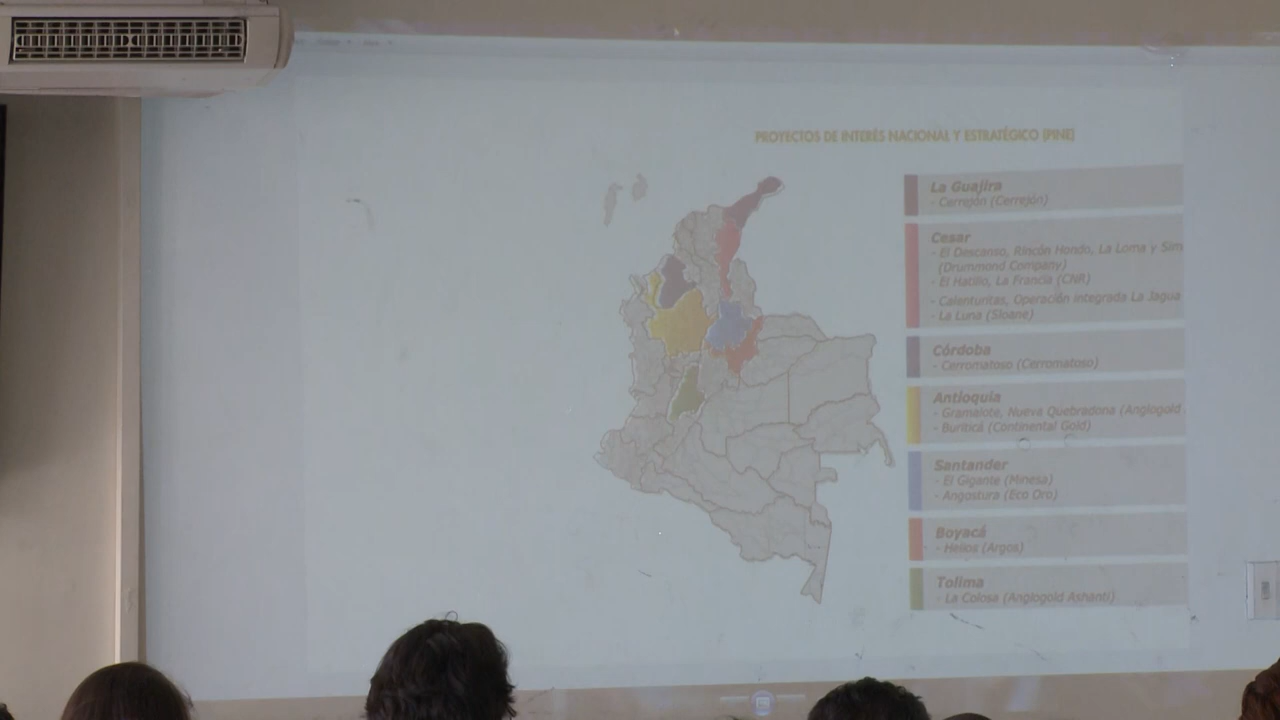 PROYECTOS DE INTERÉS NACIONAL Y ESTRATÉGICO (PINE)
La Guajira
- Cerrejón (Cerrejón)
Cesar
- El Descanso, Rincón Hondo, La Loma y Sim
(Drummond Company)
- El Hatillo, La Francia (CNR)
- Calenturitas, Operación integrada La Jagua
- La Luna (Sloane)
Córdoba
- Cerromatoso (Cerromatoso)
Antioquia
- Gramalote, Nueva Quebradona (Anglogold
- Buriticá (Continental Gold)
Santander
- El Gigante (Minesa)
- Angostura (Eco Oro)
Boyacá
- Helios (Argos)
Tolima
- La Colosa (Anglogold Ashanti)